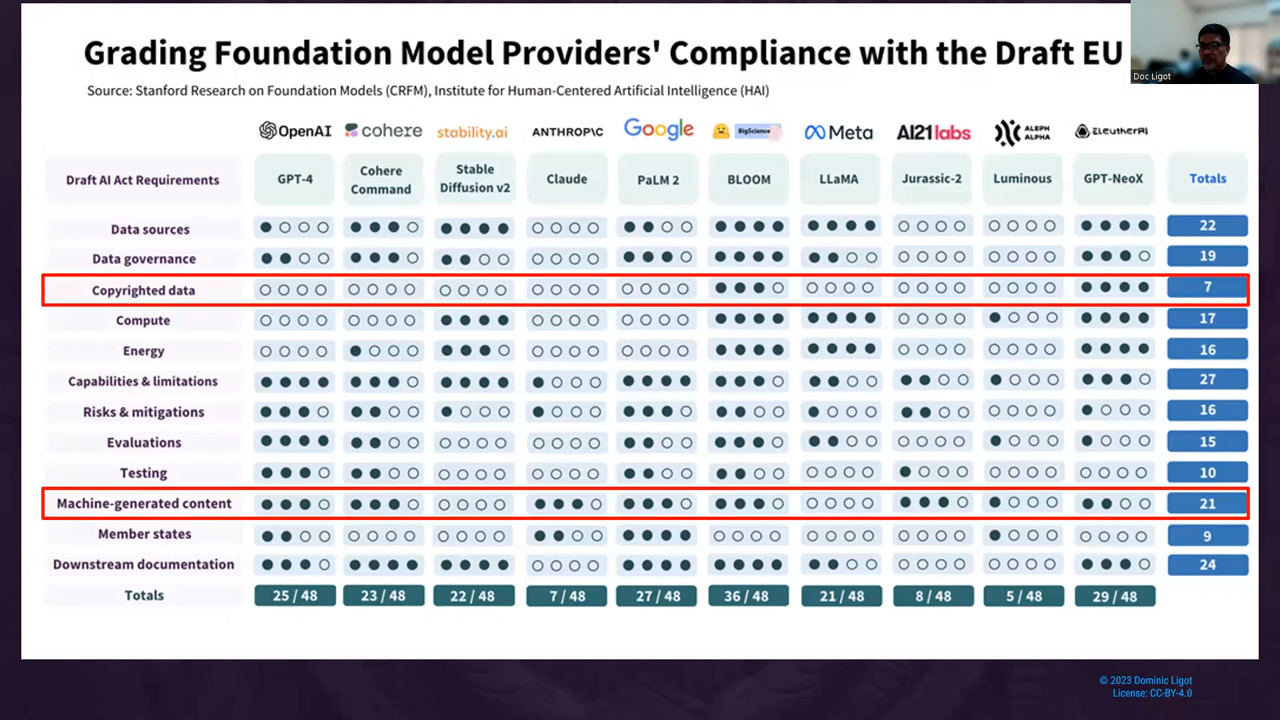 Grading Foundation Model Providers' Compliance with the Draft EU
Doc Ligot
Source: Stanford Research on Foundation Models (CRFM), Institute for Human-Centered Artificial Intelligence (HAI)
OpenAI cohere stability.ai ANTHROP\C Google BigScience Meta AI21labs ALEPH ALPHA EleutherAI
Draft AI Act Requirements GPT-4 Cohere Command Stable Diffusion v2 Claude PaLM 2 BLOOM LLaMA Jurassic-2 Luminous GPT-NeoX Totals
Data sources 22
Data governance 19
Copyrighted data 7
Compute 17
Energy 16
Capabilities & limitations 27
Risks & mitigations 16
Evaluations 15
Testing 10
Machine-generated content 21
Member states 9
Downstream documentation 24
Totals 25 / 48 23 / 48 22 / 48 7 / 48 27 / 48 36 / 48 21 / 48 8 / 48 5 / 48 29 / 48
© 2023 Dominic Ligot
License: CC-BY-4.0